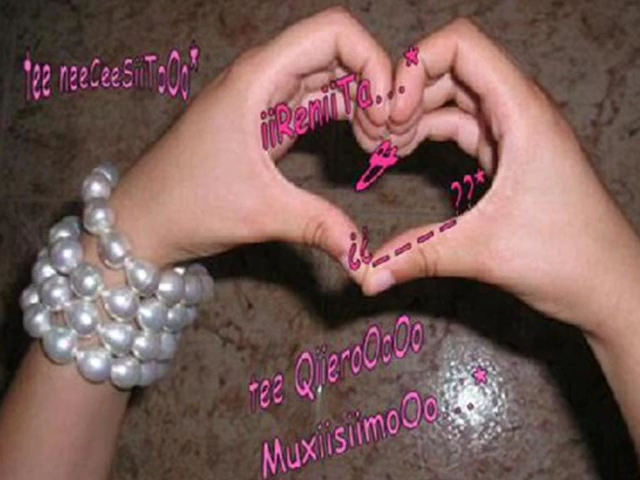 tee neeCeeSiiToOo*
iiReniiTa...*
&
¿¿_ _ _ _??*
tee QiieroOoOo
MuxiisiimoOo...*